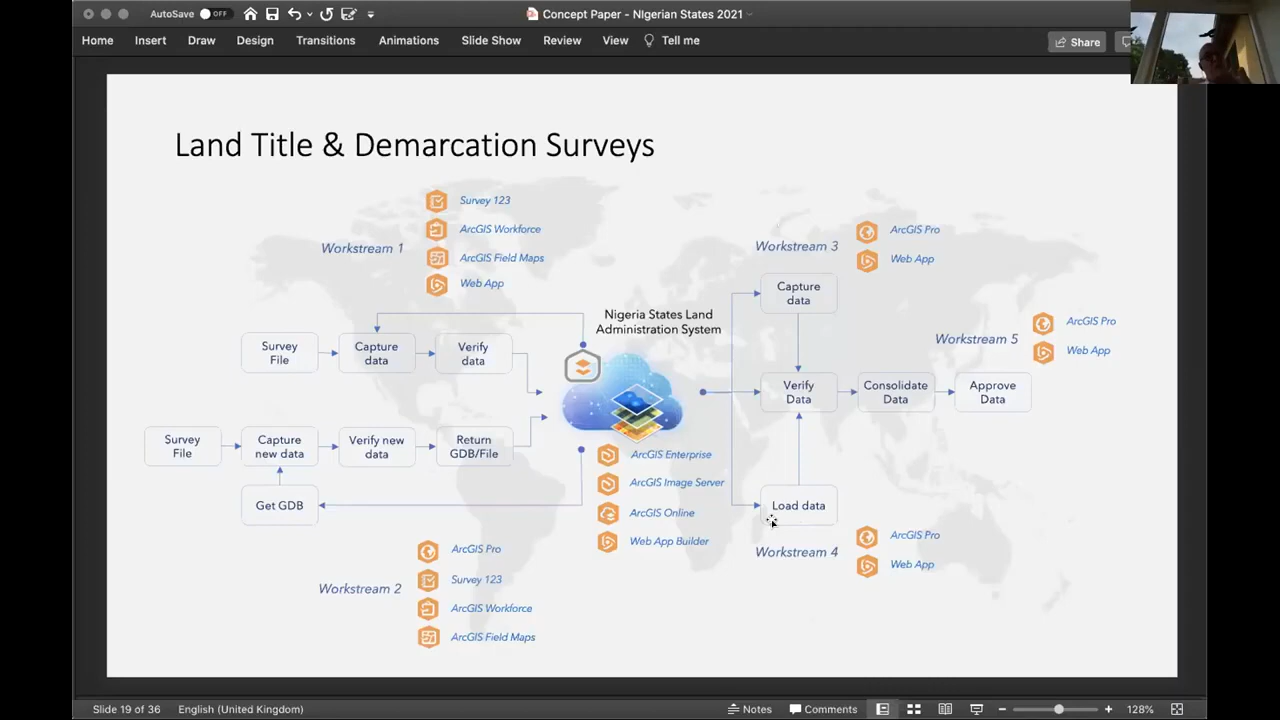 AutoSave OFF
Concept Paper - NIgerian States 2021
Home Insert Draw Design Transitions Animations Slide Show Review View Tell me
Share
Land Title & Demarcation Surveys
Workstream 1
Survey 123
ArcGIS Workforce
ArcGIS Field Maps
Web App
Workstream 3
ArcGIS Pro
Web App
Nigeria States Land
Administration System
Capture
data
Workstream 5
ArcGIS Pro
Web App
Survey
File
Capture
data
Verify
data
Verify
Data
Consolidate
Data
Approve
Data
Survey
File
Capture
new data
Verify new
data
Return
GDB/File
Get GDB
ArcGIS Enterprise
ArcGIS Image Server
ArcGIS Online
Web App Builder
Load data
Workstream 4
ArcGIS Pro
Web App
Workstream 2
ArcGIS Pro
Survey 123
ArcGIS Workforce
ArcGIS Field Maps
Slide 19 of 36 English (United Kingdom) Notes Comments 128%